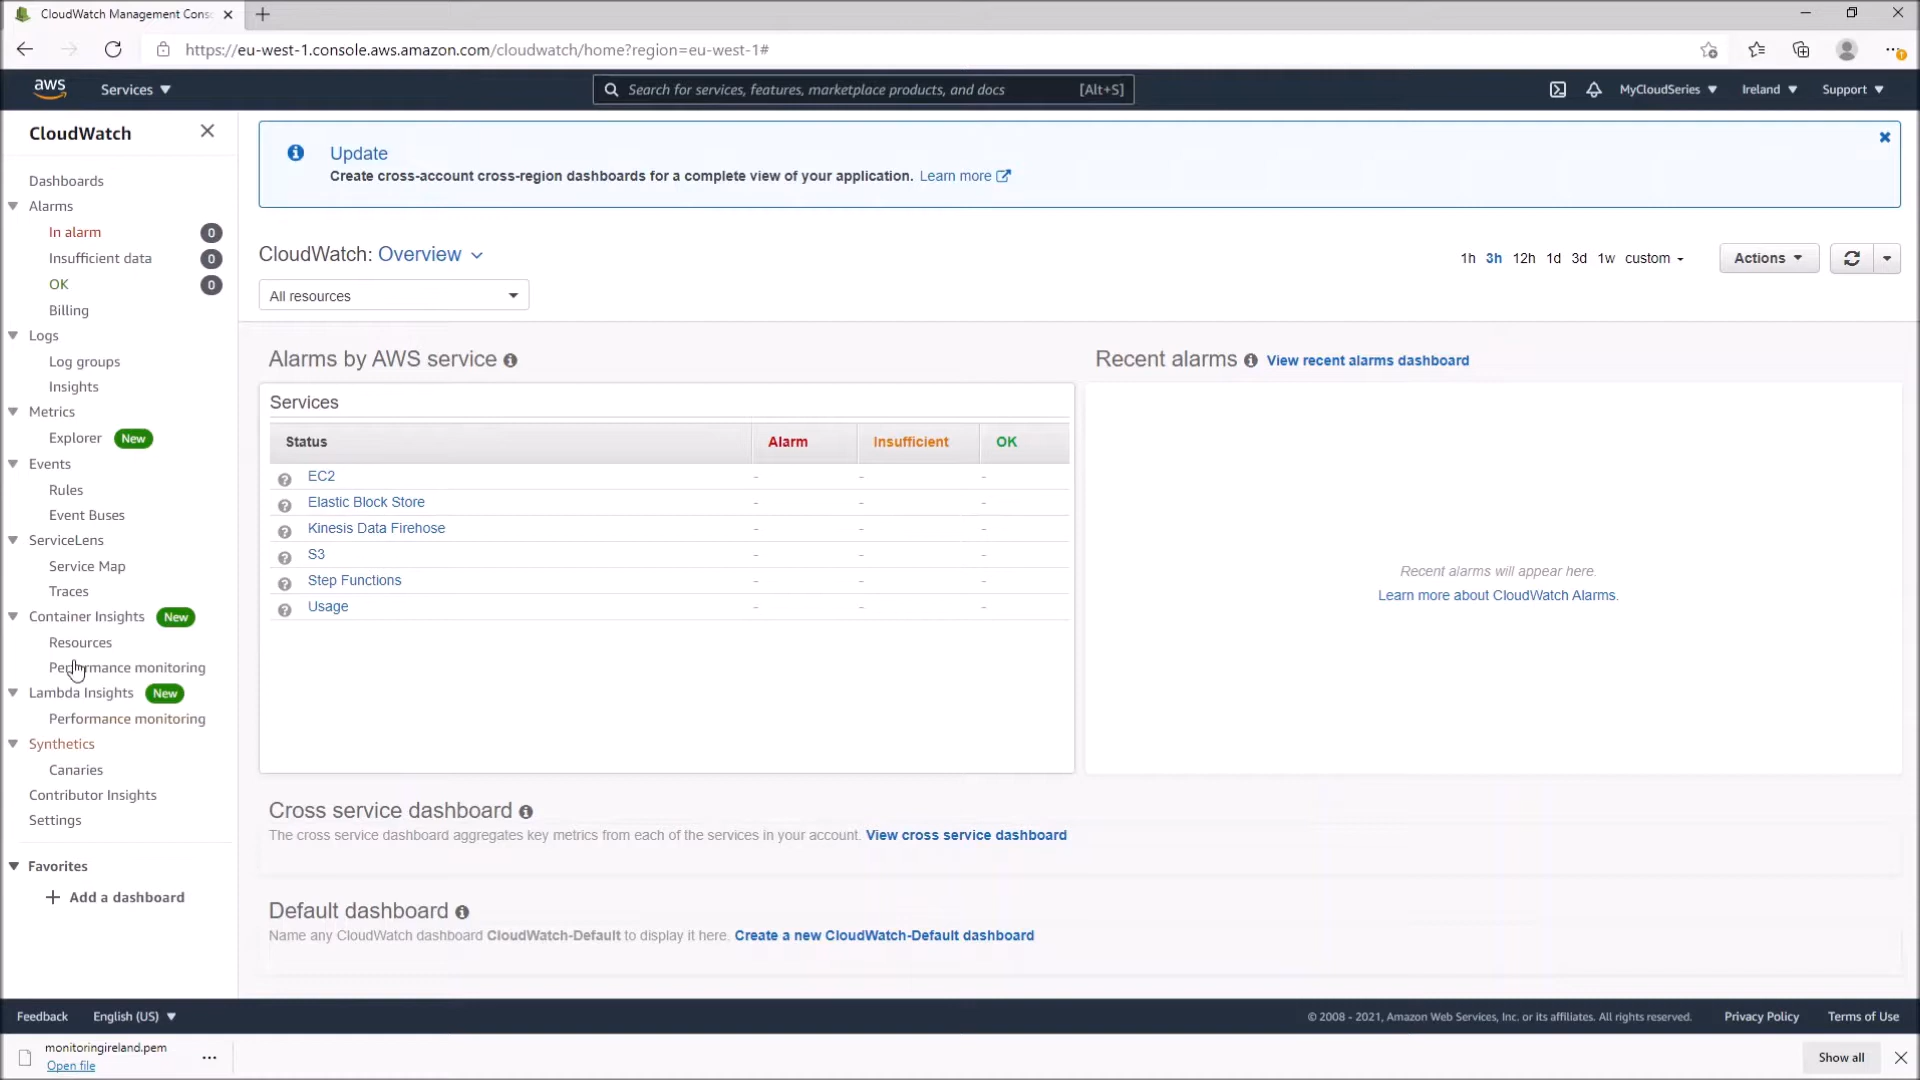 CloudWatch Management Cons
https://eu-west-1.console.aws.amazon.com/cloudwatch/home?region=eu-west-1#
aws
Services
Search for services, features, marketplace products, and docs
[Alt+S]
MyCloudSeries
Ireland
Support
CloudWatch
Dashboards
Alarms
In alarm 0
Insufficient data 0
OK 0
Billing
Logs
Log groups
Insights
Metrics
Explorer New
Events
Rules
Event Buses
ServiceLens
Service Map
Traces
Container Insights New
Resources
Performance monitoring
Lambda Insights New
Performance monitoring
Synthetics
Canaries
Contributor Insights
Settings
Favorites
Add a dashboard
Update
Create cross-account cross-region dashboards for a complete view of your application. Learn more
CloudWatch: Overview
1h 3h 12h 1d 3d 1w custom
Actions
All resources
Alarms by AWS service
Services
Status Alarm Insufficient OK
EC2 - - -
Elastic Block Store - - -
Kinesis Data Firehose - - -
S3 - - -
Step Functions - - -
Usage - - -
Recent alarms View recent alarms dashboard
Recent alarms will appear here.
Learn more about CloudWatch Alarms.
Cross service dashboard
The cross service dashboard aggregates key metrics from each of the services in your account. View cross service dashboard
Default dashboard
Name any CloudWatch dashboard CloudWatch-Default to display it here. Create a new CloudWatch-Default dashboard
Feedback
English (US)
© 2008 - 2021, Amazon Web Services, Inc. or its affiliates. All rights reserved.
Privacy Policy
Terms of Use
monitoringireland.pem
Open file
Show all